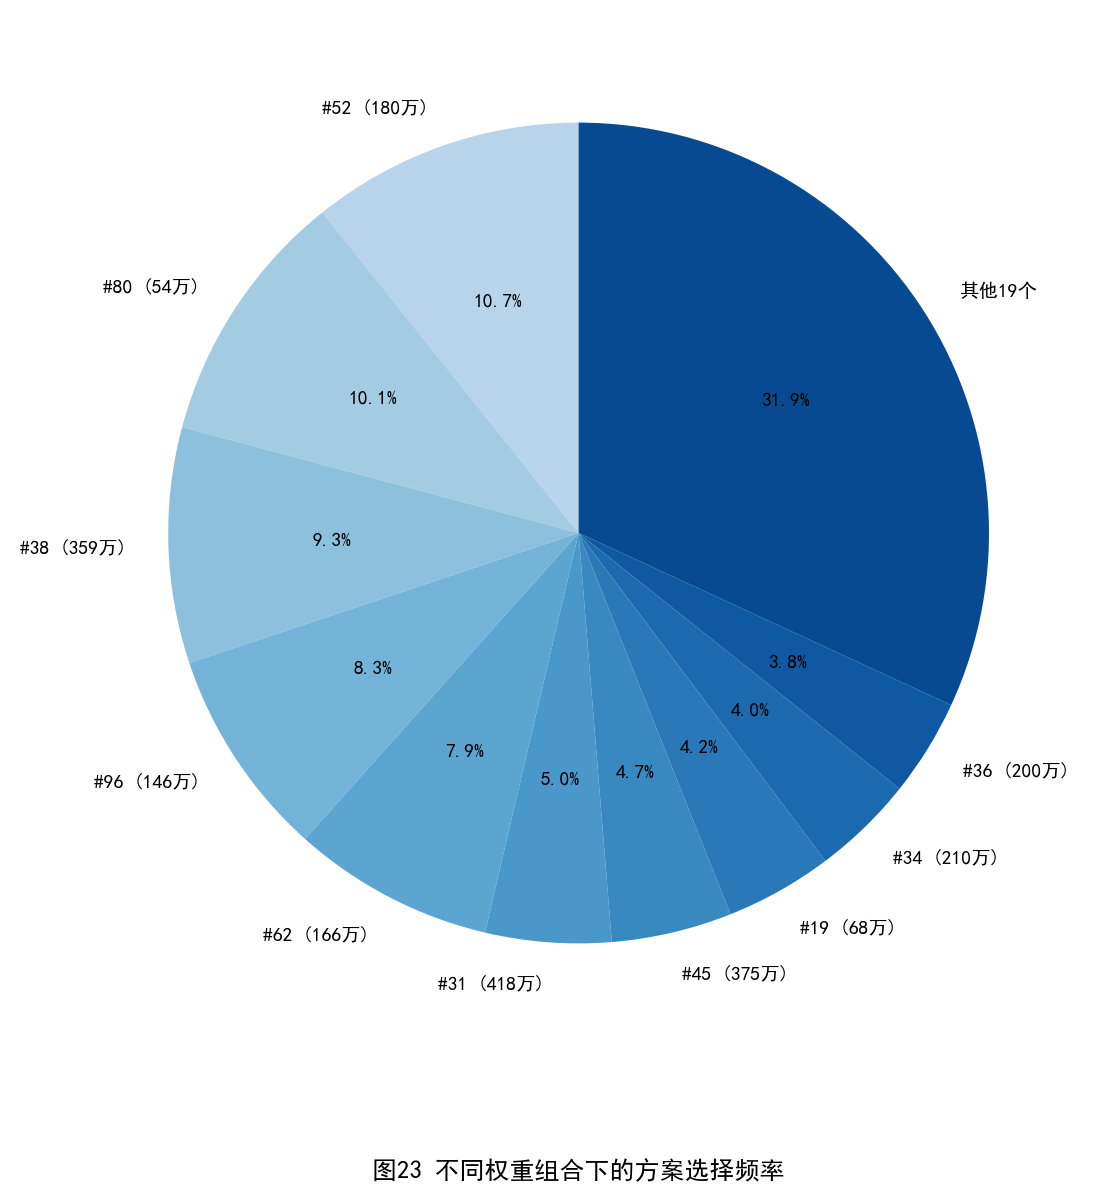 #52 (180万)
10.7%
#80 (54万)
10.1%
#38 (359万)
9.3%
#96 (146万)
8.3%
#62 (166万)
7.9%
#31 (418万)
5.0%
#45 (375万)
4.7%
#19 (68万)
4.2%
#34 (210万)
4.0%
#36 (200万)
3.8%
其他19个
31.9%
图23 不同权重组合下的方案选择频率